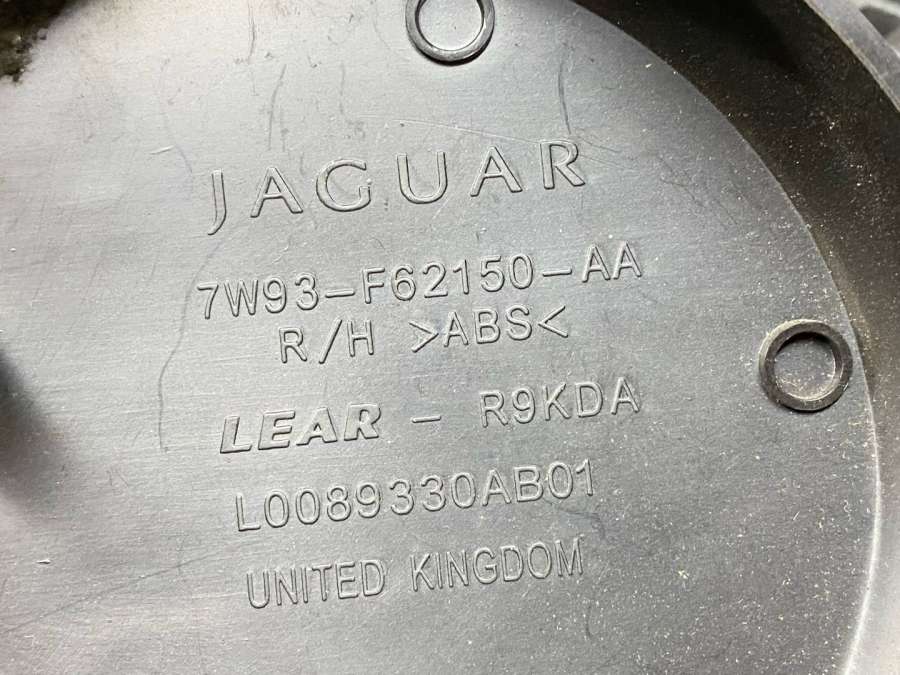 JAGUAR
7W93-F62150-AA
R/H >ABS<
LEAR - R9KDA
L0089330AB01
UNITED KINGDOM